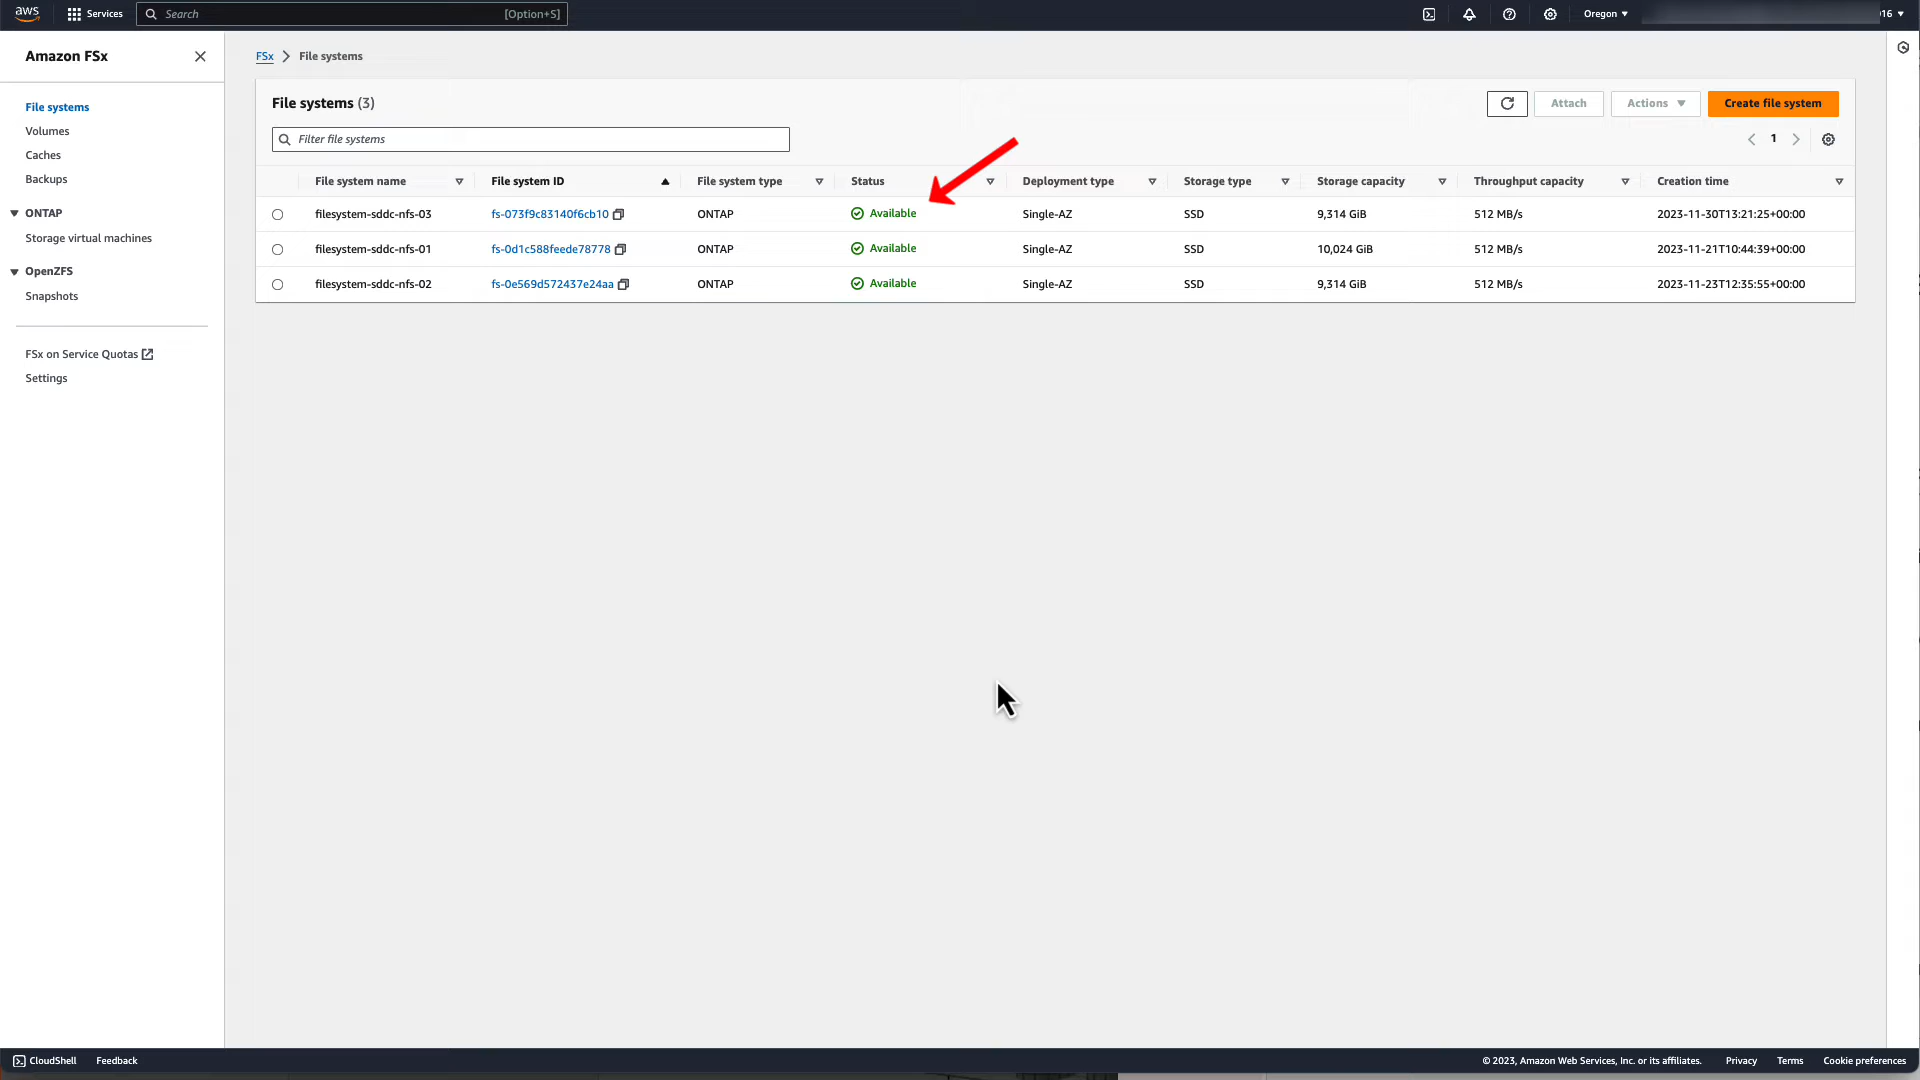 aws Services Search [Option+S] Oregon 16
Amazon FSx
File systems
Volumes
Caches
Backups
ONTAP
Storage virtual machines
OpenZFS
Snapshots
FSx on Service Quotas
Settings
FSx > File systems
File systems (3)
Attach Actions Create file system
Filter file systems
1
File system name File system ID File system type Status Deployment type Storage type Storage capacity Throughput capacity Creation time
filesystem-sddc-nfs-03 fs-073f9c83140f6cb10 ONTAP Available Single-AZ SSD 9,314 GiB 512 MB/s 2023-11-30T13:21:25+00:00
filesystem-sddc-nfs-01 fs-0d1c588feede78778 ONTAP Available Single-AZ SSD 10,024 GiB 512 MB/s 2023-11-21T10:44:39+00:00
filesystem-sddc-nfs-02 fs-0e569d572437e24aa ONTAP Available Single-AZ SSD 9,314 GiB 512 MB/s 2023-11-23T12:35:55+00:00
CloudShell Feedback © 2023, Amazon Web Services, Inc. or its affiliates. Privacy Terms Cookie preferences